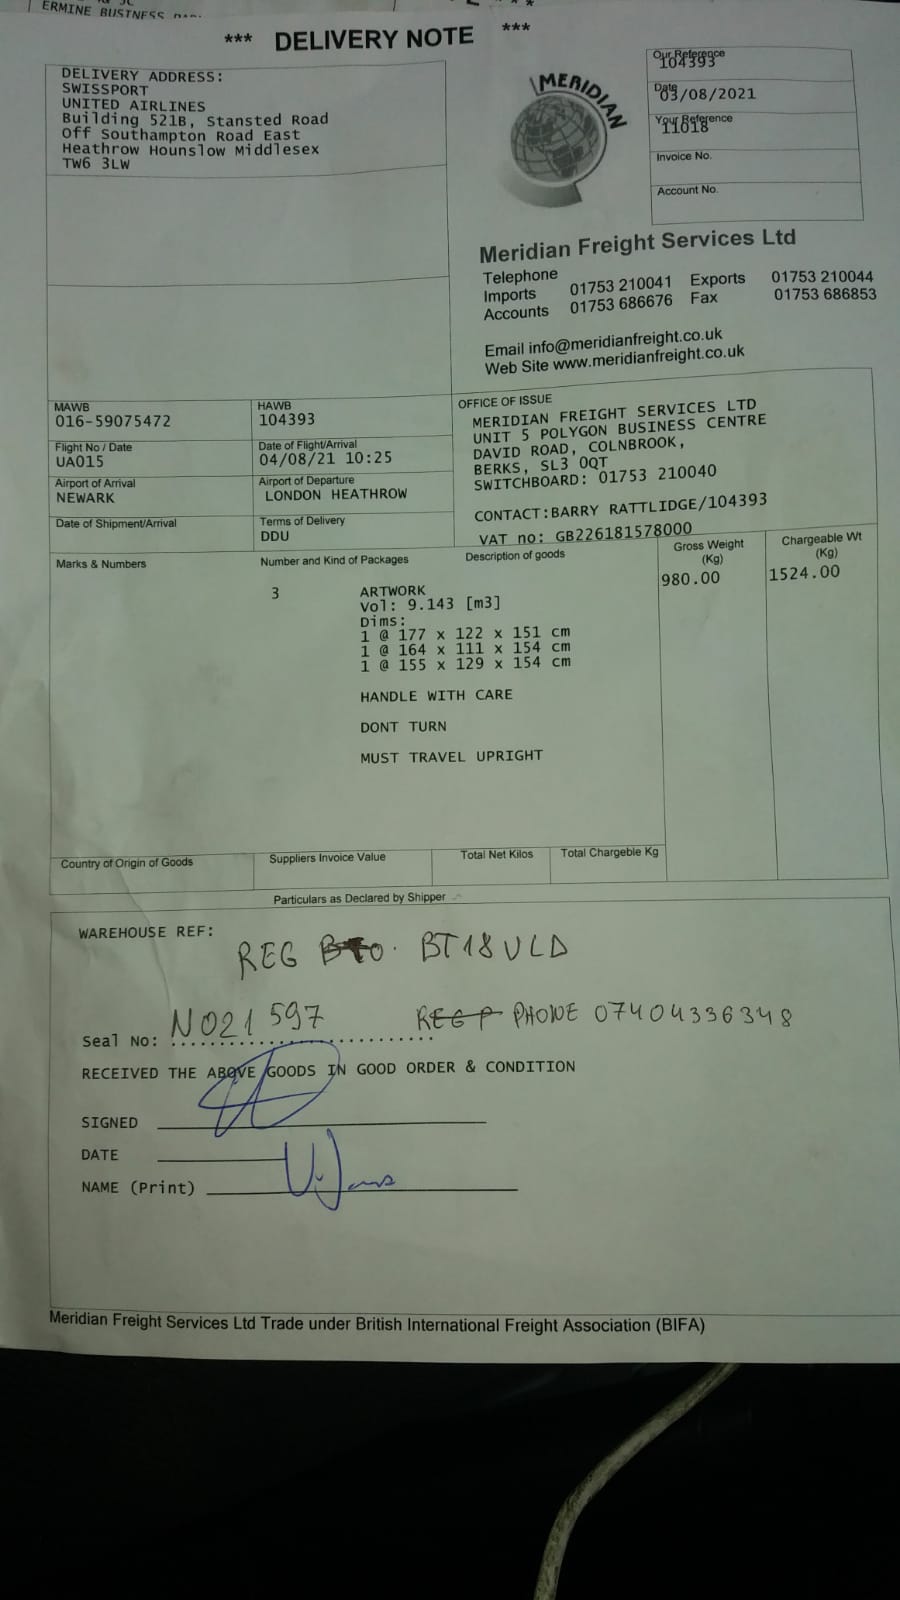 ERMINE BUSINESS
*** DELIVERY NOTE ***
DELIVERY ADDRESS:
SWISSPORT
UNITED AIRLINES
Building 521B, Stansted Road
Off Southampton Road East
Heathrow Hounslow Middlesex
TW6 3LW
MERIDIAN
Our Reference
104393
Date
03/08/2021
Your Reference
11018
Invoice No.
Account No.
Meridian Freight Services Ltd
Telephone
Imports 01753 210041 Exports 01753 210044
Accounts 01753 686676 Fax 01753 686853
Email info@meridianfreight.co.uk
Web Site www.meridianfreight.co.uk
MAWB
016-59075472
HAWB
104393
Flight No / Date
UA015
Date of Flight/Arrival
04/08/21 10:25
Airport of Arrival
NEWARK
Airport of Departure
LONDON HEATHROW
Date of Shipment/Arrival
Terms of Delivery
DDU
OFFICE OF ISSUE
MERIDIAN FREIGHT SERVICES LTD
UNIT 5 POLYGON BUSINESS CENTRE
DAVID ROAD, COLNBROOK,
BERKS, SL3 0QT
SWITCHBOARD: 01753 210040
CONTACT:BARRY RATTLIDGE/104393
VAT no: GB226181578000
Marks & Numbers
Number and Kind of Packages
Description of goods
Gross Weight
(Kg)
Chargeable Wt
(Kg)
3
ARTWORK
980.00
1524.00
Vol: 9.143 [m3]
Dims:
1 @ 177 x 122 x 151 cm
1 @ 164 x 111 x 154 cm
1 @ 155 x 129 x 154 cm
HANDLE WITH CARE
DONT TURN
MUST TRAVEL UPRIGHT
Country of Origin of Goods
Suppliers Invoice Value
Total Net Kilos
Total Chargeble Kg
Particulars as Declared by Shipper
WAREHOUSE REF:
REG BT18VLD
Seal No: N021597
REG P PHONE 07404336348
RECEIVED THE ABOVE GOODS IN GOOD ORDER & CONDITION
SIGNED
DATE
NAME (Print)
Meridian Freight Services Ltd Trade under British International Freight Association (BIFA)